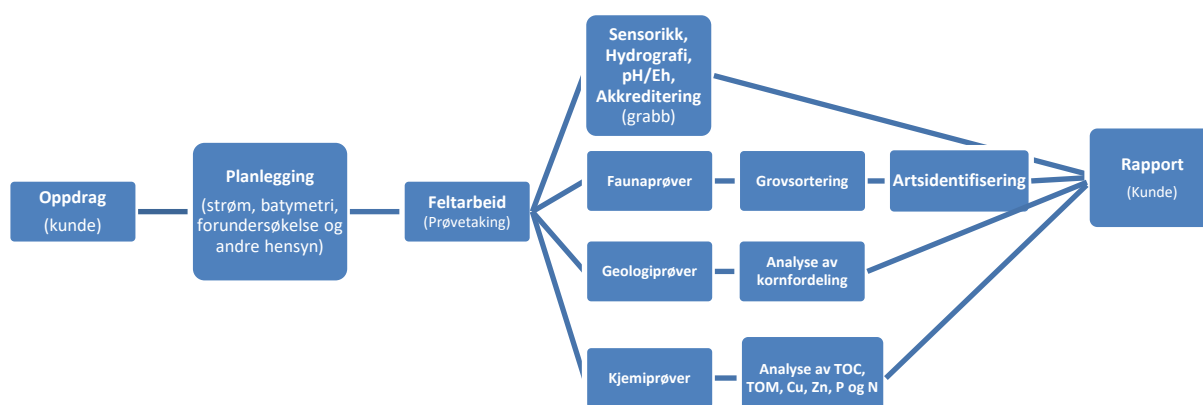 Oppdrag
(kunde)
Planlegging
(strøm, batymetri,
forundersøkelse og
andre hensyn)
Feltarbeid
(Prøvetaking)
Sensorikk,
Hydrografi,
pH/Eh,
Akkreditering
(grabb)
Faunaprøver
Grovsortering
Artsidentifisering
Geologiprøver
Analyse av
kornfordeling
Kjemiprøver
Analyse av TOC,
TOM, Cu, Zn, P og N
Rapport
(Kunde)